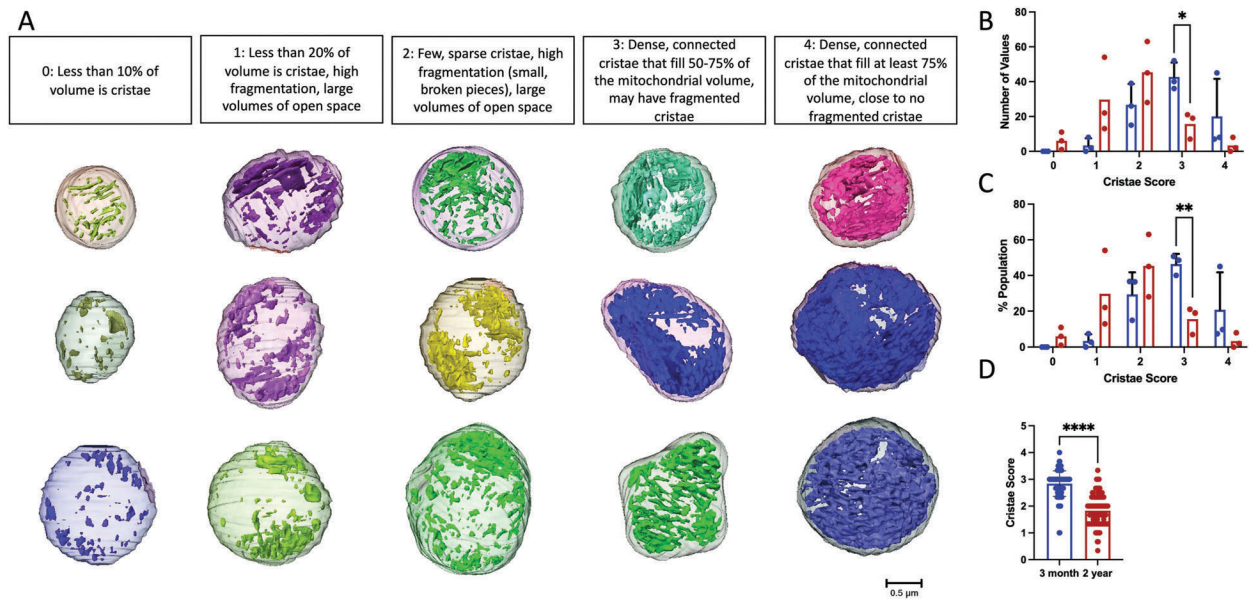 A
0: Less than 10% of
volume is cristae
1: Less than 20% of
volume is cristae, high
fragmentation, large
volumes of open space
2: Few, sparse cristae, high
fragmentation (small,
broken pieces), large
volumes of open space
3: Dense, connected
cristae that fill 50-75% of
the mitochondrial volume,
may have fragmented
cristae
4: Dense, connected
cristae that fill at least 75%
of the mitochondrial
volume, close to no
fragmented cristae
0.5 μm
B
Number of Values
80
60
40
20
0
*
0 1 2 3 4
Cristae Score
C
% Population
80
60
40
20
0
**
0 1 2 3 4
Cristae Score
D
Cristae Score
5
4
3
2
1
0
****
3 month 2 year